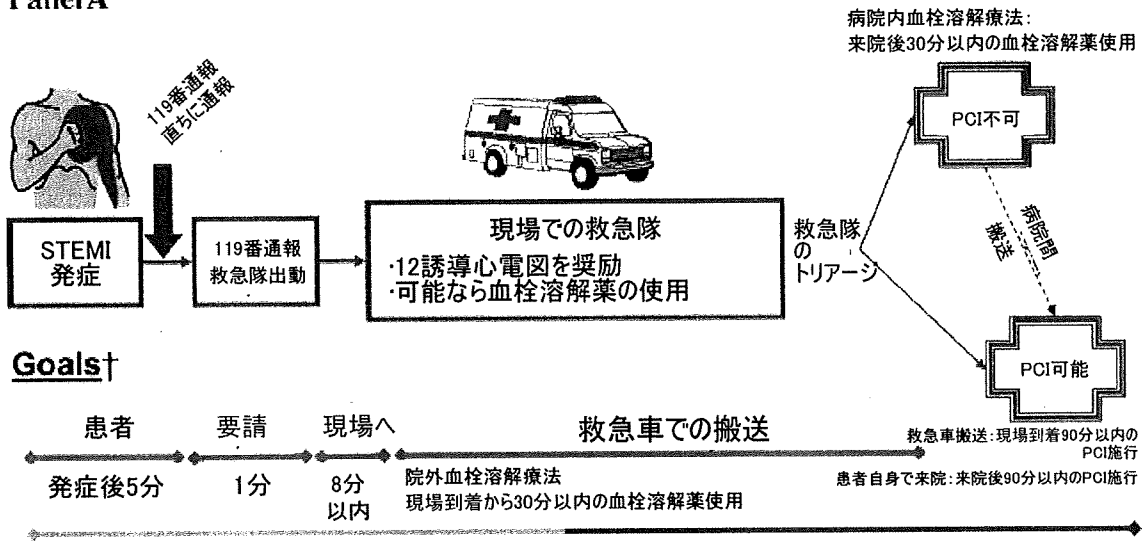 Panel A
病院内血栓溶解療法:
来院後30分以内の血栓溶解薬使用
119番通報
直ちに通報
PCI不可
STEMI
発症
119番通報
救急隊出動
現場での救急隊
・12誘導心電図を奨励
・可能なら血栓溶解薬の使用
救急隊
の
トリアージ
病院間
搬送
PCI可能
Goals†
患者
要請
現場へ
救急車での搬送
救急車搬送:現場到着90分以内の
PCI施行
発症後5分
1分
8分
以内
院外血栓溶解療法
現場到着から30分以内の血栓溶解薬使用
患者自身で来院:来院後90分以内のPCI施行